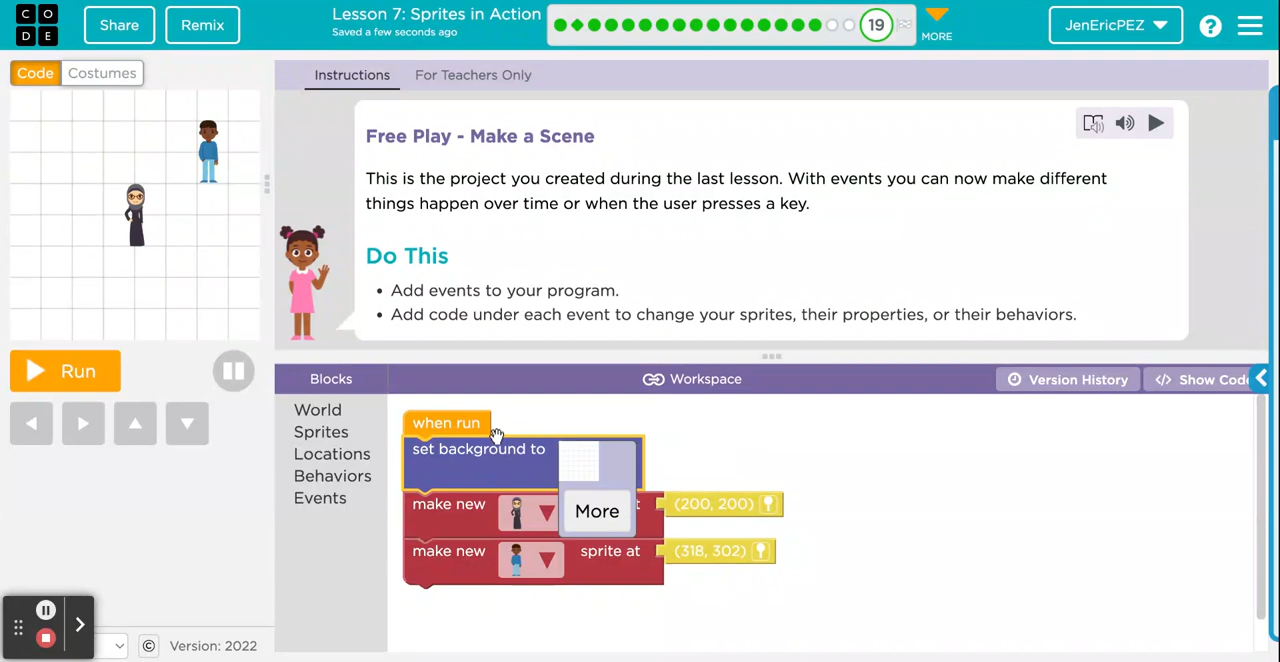 C O
D E
Share
Remix
Lesson 7: Sprites in Action
Saved a few seconds ago
19
MORE
JenEricPEZ
?
Code
Costumes
Instructions
For Teachers Only
Free Play - Make a Scene
This is the project you created during the last lesson. With events you can now make different
things happen over time or when the user presses a key.
Do This
• Add events to your program.
• Add code under each event to change your sprites, their properties, or their behaviors.
Run
Blocks
Workspace
Version History
</> Show Code
World
Sprites
Locations
Behaviors
Events
when run
set background to
More
make new
t
(200, 200)
make new
sprite at
(318, 302)
© Version: 2022